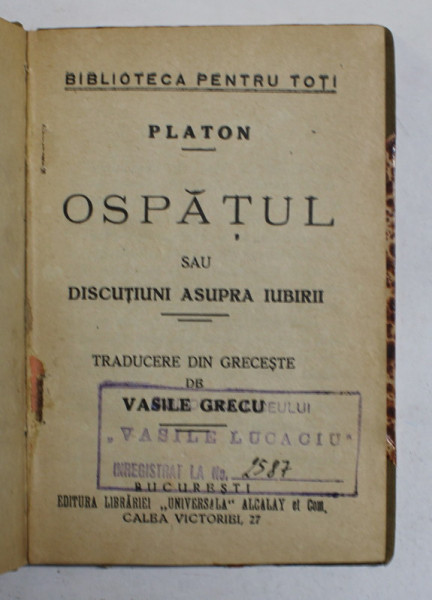 BIBLIOTECA PENTRU TOȚI
PLATON
OSPĂȚUL
SAU
DISCUȚIUNI ASUPRA IUBIRII
TRADUCERE DIN GRECEȘTE
DE
VASILE GRECU
CEULUI
„VASILE LUCACIU"
INREGISTRAT LA No. 2587
BUCUREȘTI
EDITURA LIBRĂRIEI „UNIVERSALA" ALCALAY et Com.
CALEA VICTORIEI, 27